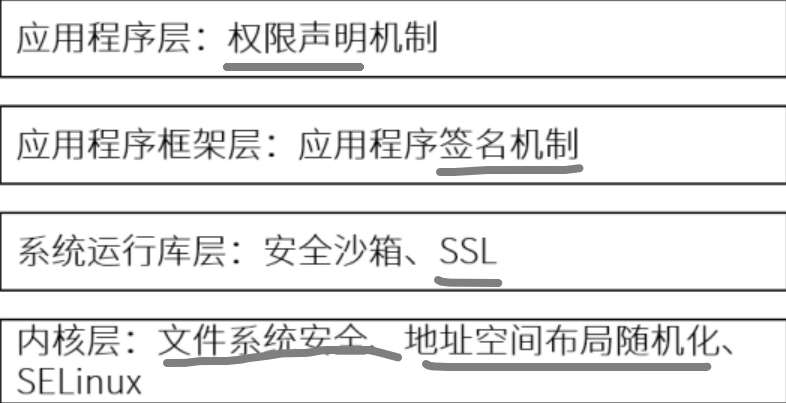 应用程序层：权限声明机制
应用程序框架层：应用程序签名机制
系统运行库层：安全沙箱、SSL
内核层：文件系统安全、地址空间布局随机化、
SELinux